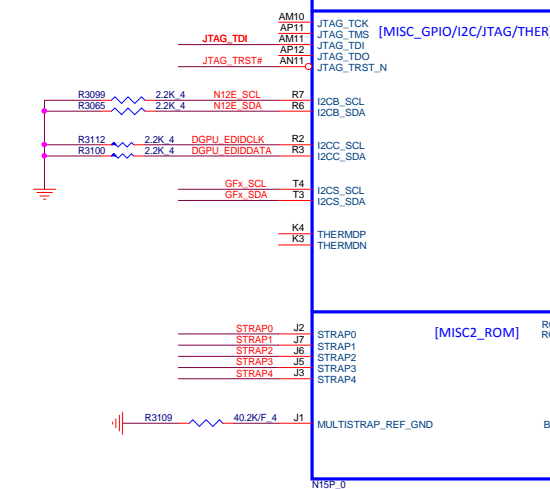 AM10 JTAG_TCK
AP11 JTAG_TMS [MISC_GPIO/I2C/JTAG/THER
JTAG_TDI AM11 JTAG_TDI
AP12 JTAG_TDO
JTAG_TRST# AN11 JTAG_TRST_N
R3099 2.2K_4 N12E_SCL R7 I2CB_SCL
R3065 2.2K_4 N12E_SDA R6 I2CB_SDA
R3112 2.2K_4 DGPU_EDIDCLK R2 I2CC_SCL
R3100 2.2K_4 DGPU_EDIDDATA R3 I2CC_SDA
GFx_SCL T4 I2CS_SCL
GFx_SDA T3 I2CS_SDA
K4 THERMDP
K3 THERMDN
STRAP0 J2 STRAP0 [MISC2_ROM]
STRAP1 J7 STRAP1
STRAP2 J6 STRAP2
STRAP3 J5 STRAP3
STRAP4 J3 STRAP4
R3109 40.2K/F_4 J1 MULTISTRAP_REF_GND B
N15P_0